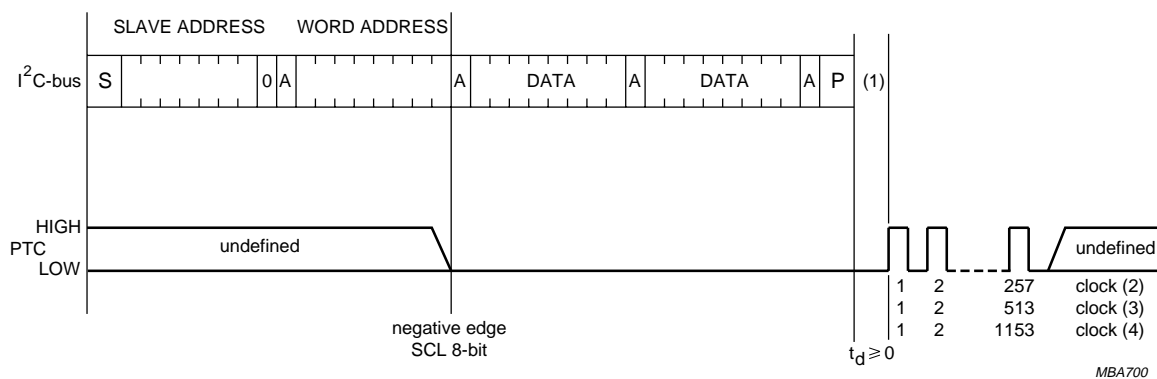 SLAVE ADDRESS WORD ADDRESS
I²C-bus S 0 A A DATA A DATA A P (1)
HIGH
PTC undefined undefined
LOW
1 2 257 clock (2)
1 2 513 clock (3)
1 2 1153 clock (4)
negative edge
SCL 8-bit
td ⩾ 0
MBA700